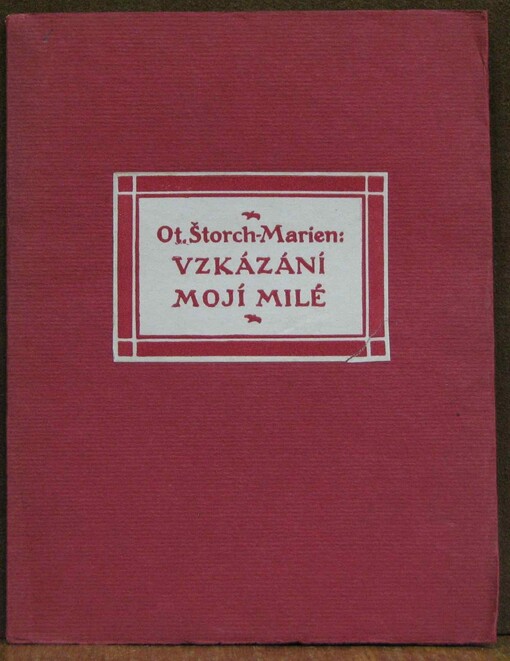 Ot. Štorch-Marien:
VZKÁZÁNÍ
MOJÍ MILÉ